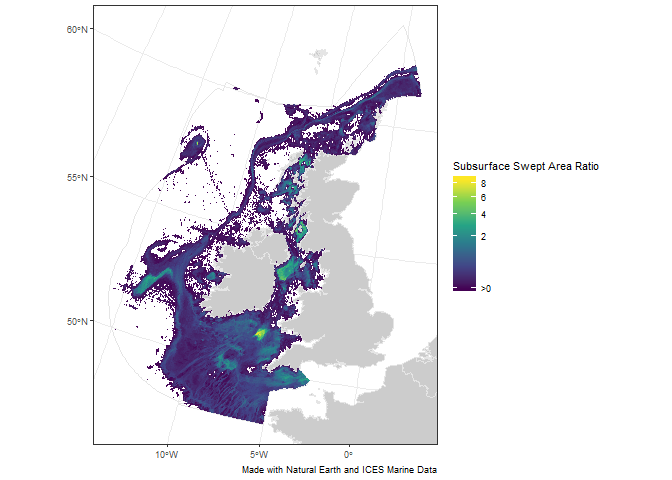 60°N
55°N
50°N
10°W
5°W
0°
Subsurface Swept Area Ratio
8
6
4
2
>0
Made with Natural Earth and ICES Marine Data